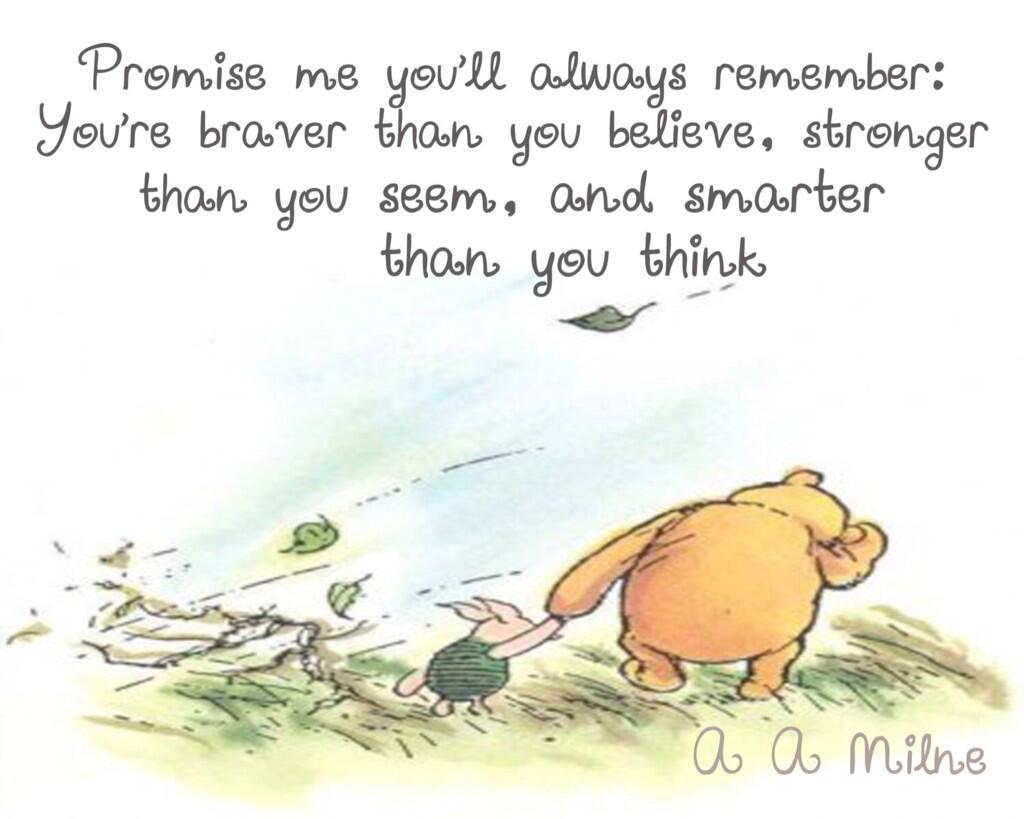 Promise me you'll always remember:
You're braver than you believe, stronger
than you seem, and smarter
than you think
A A Milne